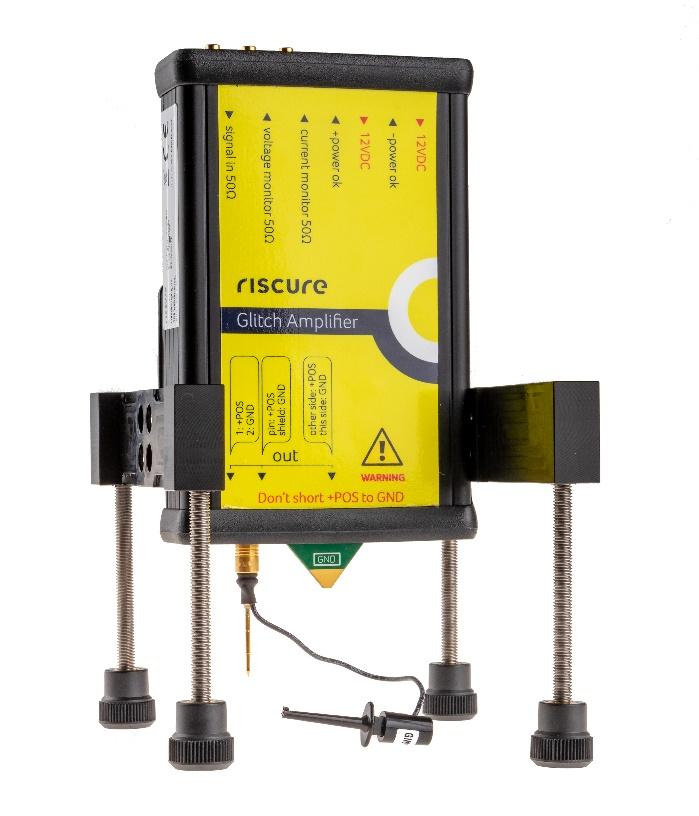 signal in 50Ω
voltage monitor 50Ω
current monitor 50Ω
+power ok
12VDC
-power ok
12VDC
riscure
Glitch Amplifier
1: +POS
2: GND
pin: +POS
shield: GND
other side: +POS
this side: GND
out
WARNING
Don't short +POS to GND
GND